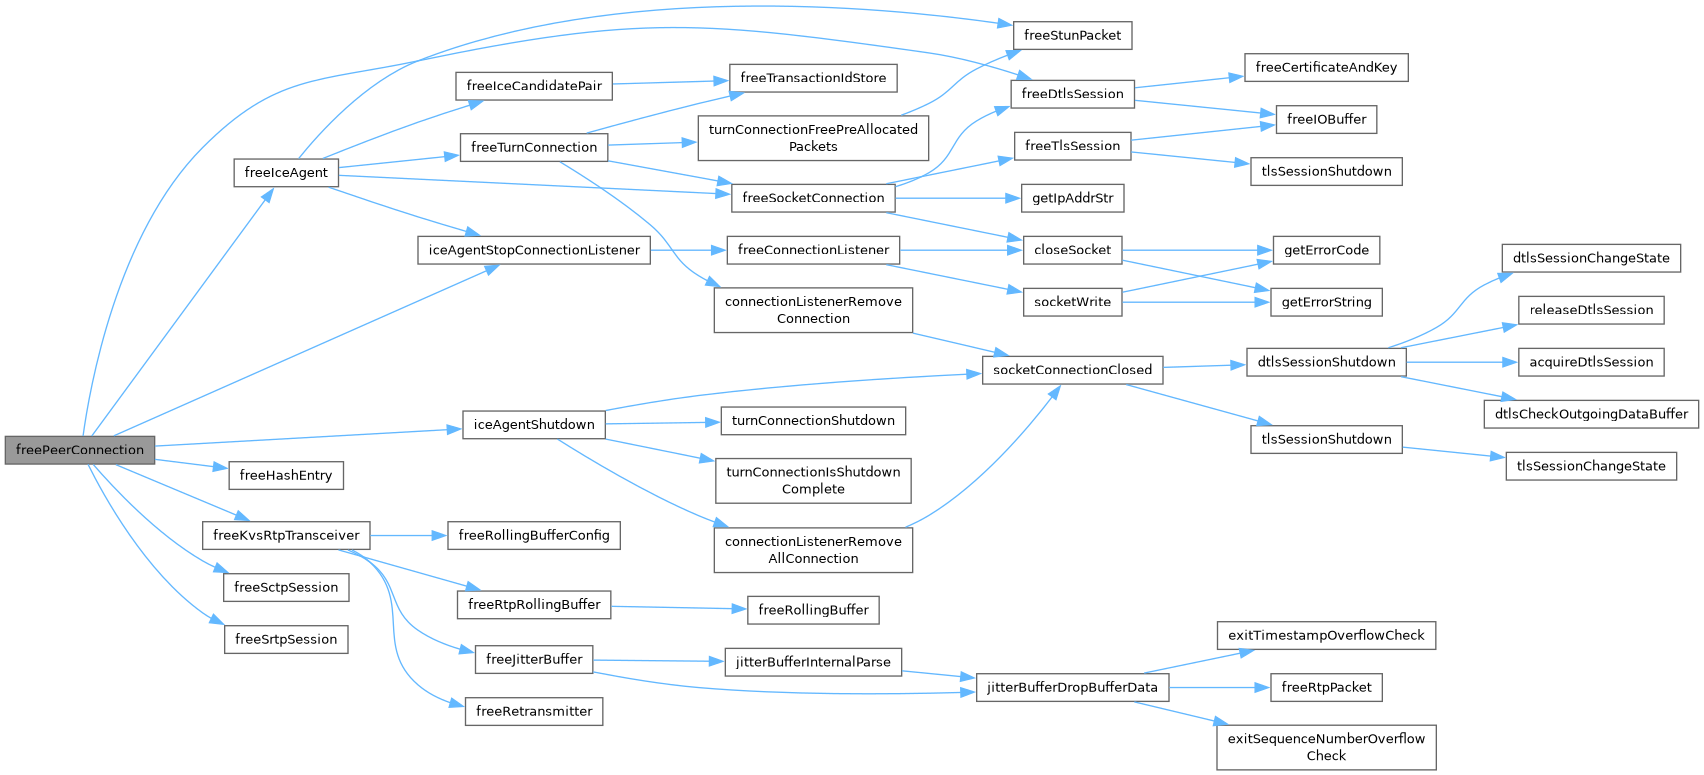 freePeerConnection
freeIceAgent
freeHashEntry
freeKvsRtpTransceiver
freeSctpSession
freeSrtpSession
freeIceCandidatePair
freeTurnConnection
iceAgentStopConnectionListener
iceAgentShutdown
freeRollingBufferConfig
freeRtpRollingBuffer
freeJitterBuffer
freeRetransmitter
freeTransactionIdStore
turnConnectionFreePreAllocated
Packets
freeSocketConnection
freeConnectionListener
connectionListenerRemove
Connection
turnConnectionShutdown
turnConnectionIsShutdown
Complete
connectionListenerRemove
AllConnection
freeRollingBuffer
jitterBufferInternalParse
freeStunPacket
freeDtlsSession
freeTlsSession
getIpAddrStr
closeSocket
socketWrite
socketConnectionClosed
jitterBufferDropBufferData
freeCertificateAndKey
freeIOBuffer
tlsSessionShutdown
getErrorCode
getErrorString
dtlsSessionShutdown
tlsSessionShutdown
exitTimestampOverflowCheck
freeRtpPacket
exitSequenceNumberOverflow
Check
dtlsSessionChangeState
releaseDtlsSession
acquireDtlsSession
dtlsCheckOutgoingDataBuffer
tlsSessionChangeState